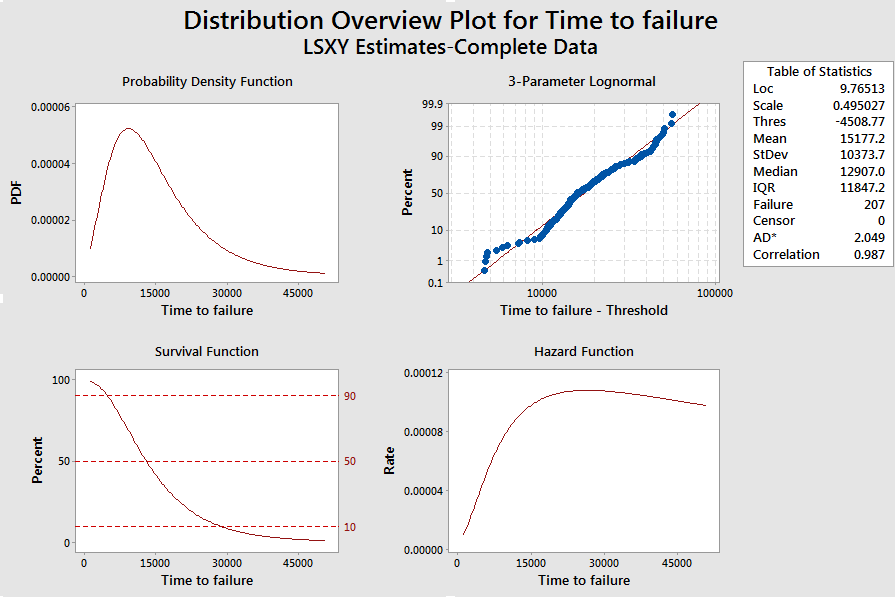 Distribution Overview Plot for Time to failure
LSXY Estimates-Complete Data
Probability Density Function
PDF
0.00006
0.00004
0.00002
0.00000
0 15000 30000 45000
Time to failure
3-Parameter Lognormal
Percent
99.9
99
90
50
10
1
0.1
10000 100000
Time to failure - Threshold
Table of Statistics
Loc 9.76513
Scale 0.495027
Thres -4508.77
Mean 15177.2
StDev 10373.7
Median 12907.0
IQR 11847.2
Failure 207
Censor 0
AD* 2.049
Correlation 0.987
Survival Function
Percent
100
50
0
90
50
10
0 15000 30000 45000
Time to failure
Hazard Function
Rate
0.00012
0.00008
0.00004
0.00000
0 15000 30000 45000
Time to failure